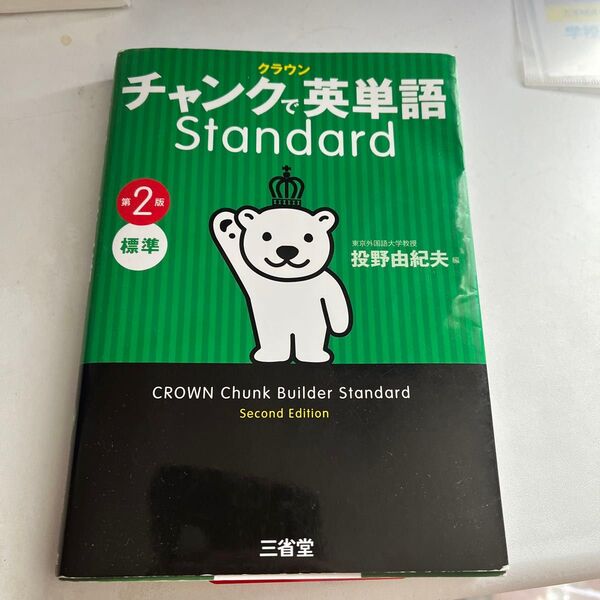 クラウン
チャンクで英単語
Standard
第2版
標準
東京外国語大学教授
投野由紀夫 編
CROWN Chunk Builder Standard
Second Edition
三省堂